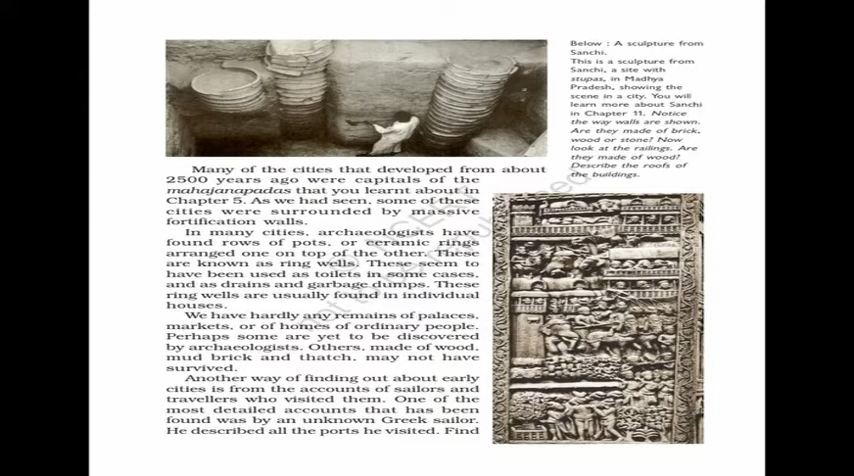 Below : A sculpture from
Sanchi.
This is a sculpture from
Sanchi, a site with
stupas, in Madhya
Pradesh, showing the
scene in a city. You will
learn more about Sanchi
in Chapter 11. Notice
the way walls are shown.
Are they made of brick,
wood or stone? Now
look at the railings. Are
they made of wood?
Describe the roofs of
the buildings.
Many of the cities that developed from about
2500 years ago were capitals of the
mahajanapadas that you learnt about in
Chapter 5. As we had seen, some of these
cities were surrounded by massive
fortification walls.
In many cities, archaeologists have
found rows of pots, or ceramic rings
arranged one on top of the other. These
are known as ring wells. These seem to
have been used as toilets in some cases,
and as drains and garbage dumps. These
ring wells are usually found in individual
houses.
We have hardly any remains of palaces,
markets, or of homes of ordinary people.
Perhaps some are yet to be discovered
by archaeologists. Others, made of wood,
mud brick and thatch, may not have
survived.
Another way of finding out about early
cities is from the accounts of sailors and
travellers who visited them. One of the
most detailed accounts that has been
found was by an unknown Greek sailor.
He described all the ports he visited. Find